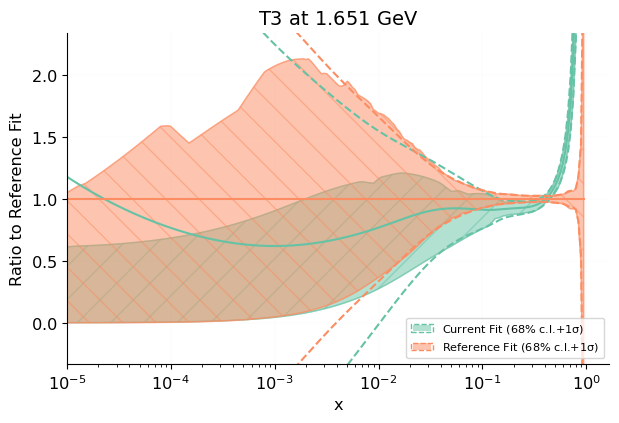 T3 at 1.651 GeV
Ratio to Reference Fit
2.0
1.5
1.0
0.5
0.0
10⁻⁵
10⁻⁴
10⁻³
10⁻²
10⁻¹
10⁰
x
Current Fit (68% c.l.+1σ)
Reference Fit (68% c.l.+1σ)